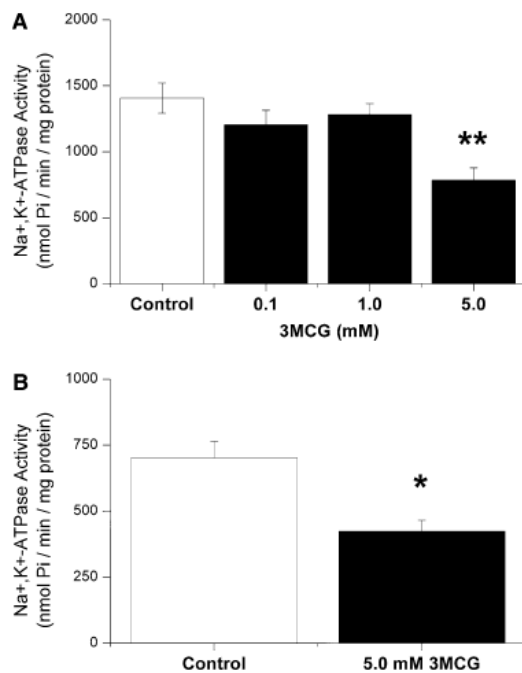 A
2000
1500
1000
500
0
Na+,K+-ATPase Activity
(nmol Pi / min / mg protein)
**
Control 0.1 1.0 5.0
3MCG (mM)
B
1000
750
500
250
0
Na+,K+-ATPase Activity
(nmol Pi / min / mg protein)
*
Control 5.0 mM 3MCG